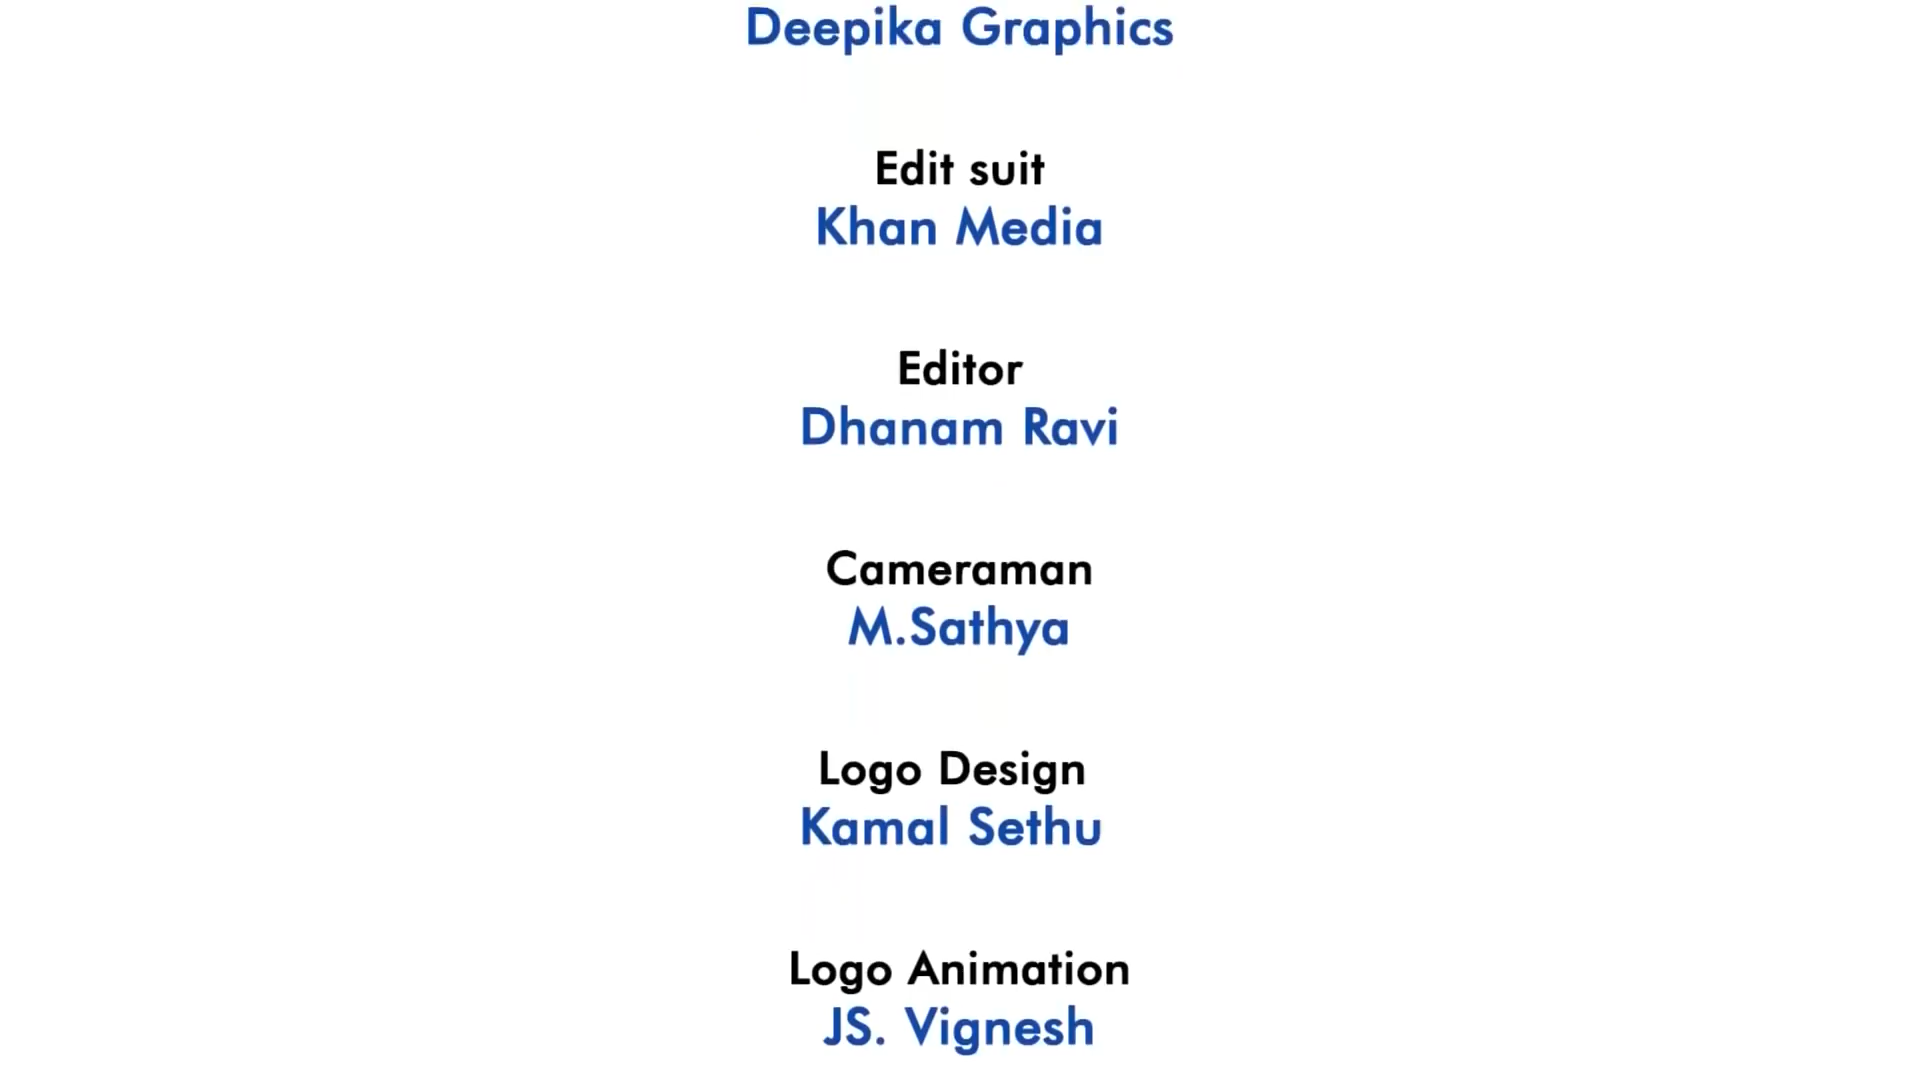 Deepika Graphics
Edit suit
Khan Media
Editor
Dhanam Ravi
Cameraman
M.Sathya
Logo Design
Kamal Sethu
Logo Animation
JS. Vignesh